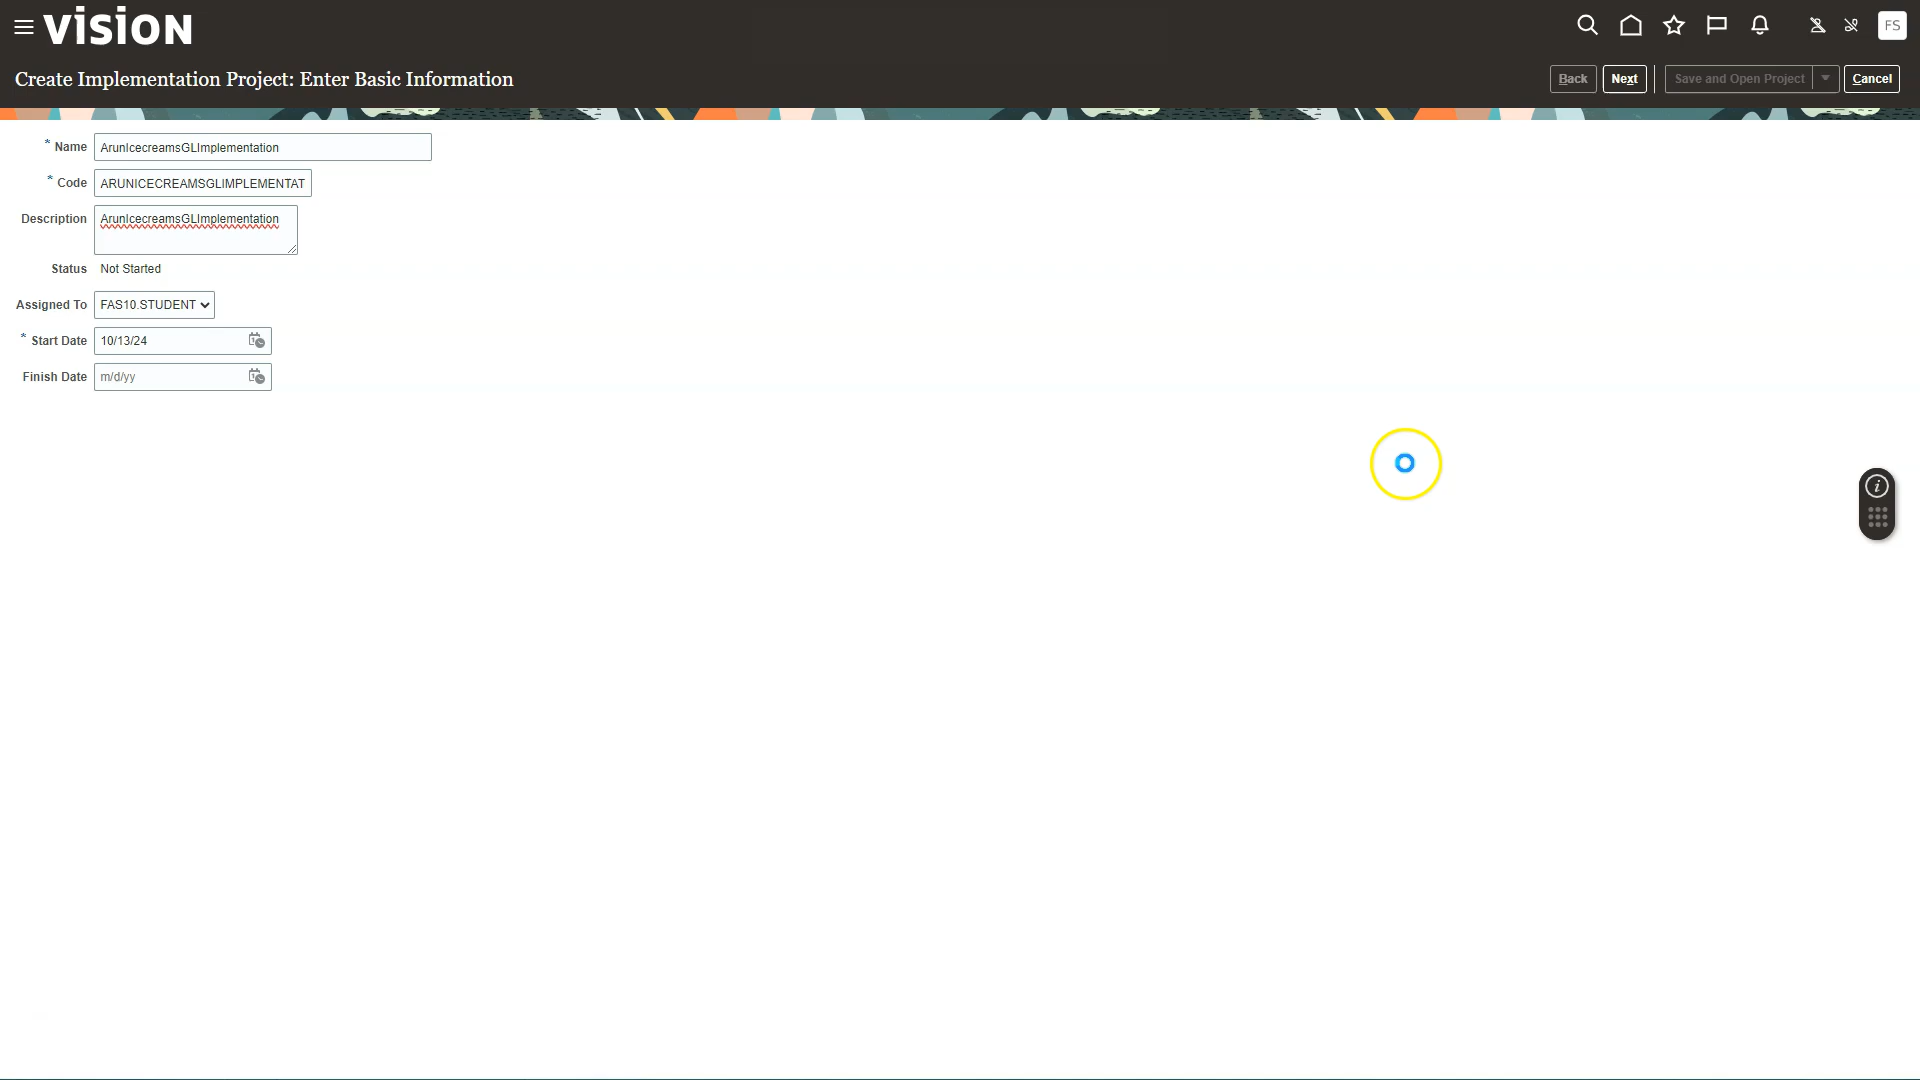 VISION
FS
Create Implementation Project: Enter Basic Information
Back Next Save and Open Project Cancel
* Name ArunIcecreamsGLImplementation
* Code ARUNICECREAMSGLIMPLEMENTAT
Description ArunIcecreamsGLImplementation
Status Not Started
Assigned To FAS10.STUDENT
* Start Date 10/13/24
Finish Date m/d/yy